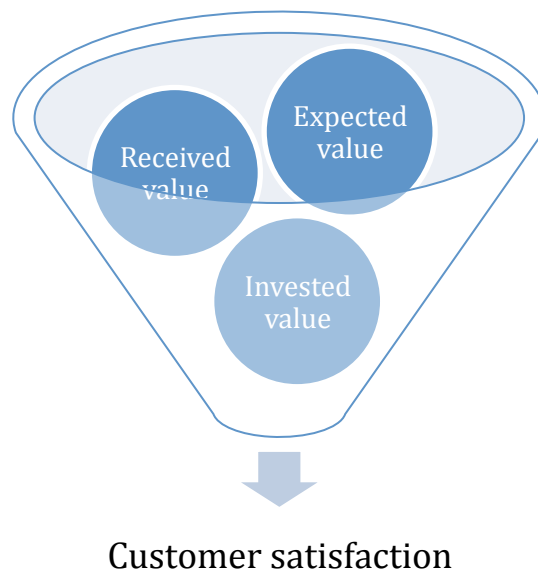 Expected
value
Received
value
Invested
value
Customer satisfaction